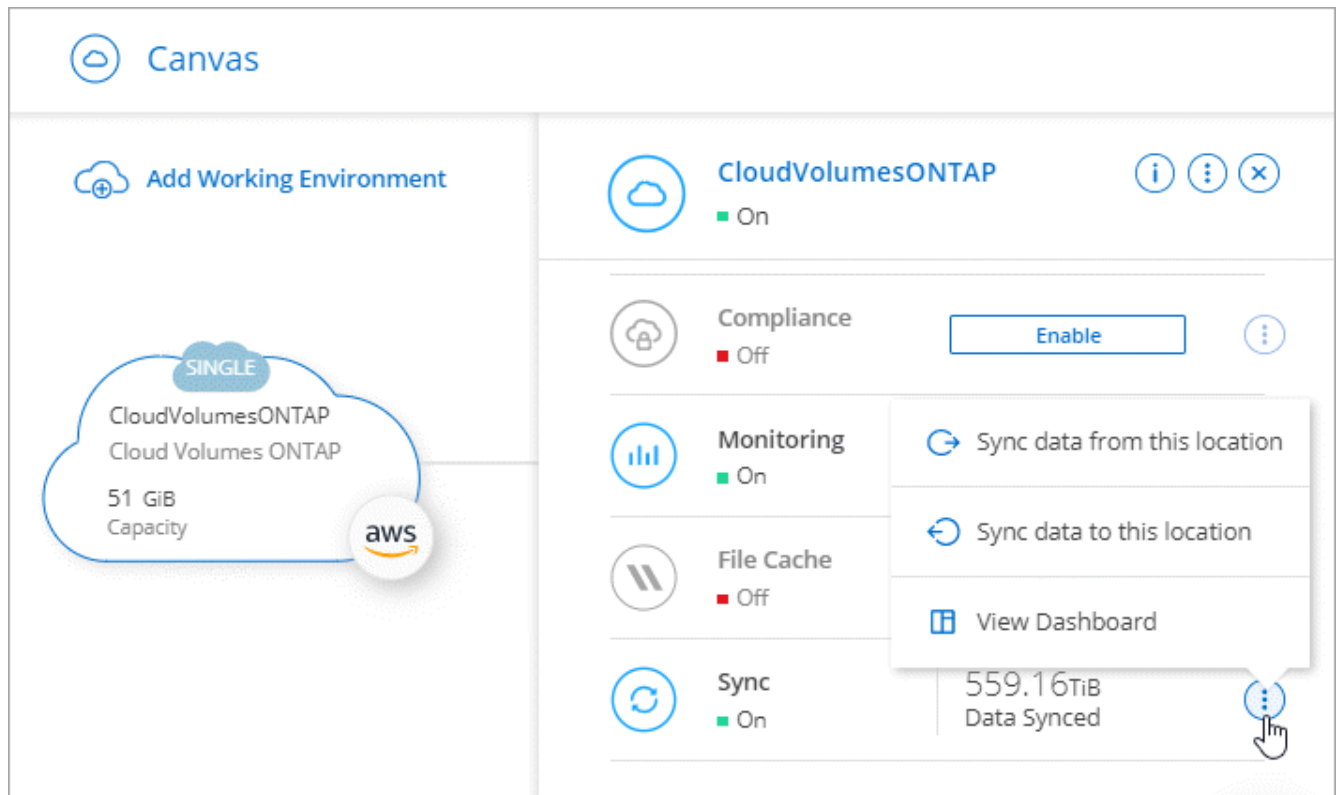 Canvas
Add Working Environment
SINGLE
CloudVolumesONTAP
Cloud Volumes ONTAP
51 GiB
Capacity
aws
CloudVolumesONTAP
i
On
Compliance
Off
Enable
Monitoring
On
Sync data from this location
Sync data to this location
View Dashboard
File Cache
Off
Sync
On
559.16TiB
Data Synced